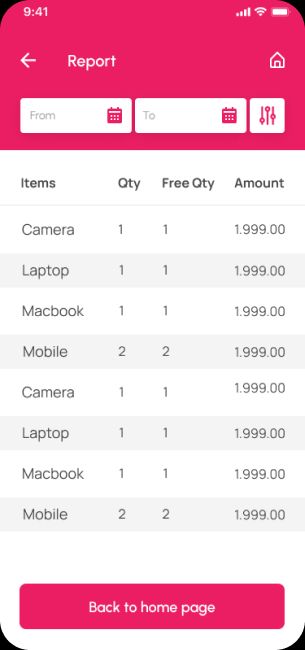 9:41
Report
From To
Items Qty Free Qty Amount
Camera 1 1 1.999.00
Laptop 1 1 1.999.00
Macbook 1 1 1.999.00
Mobile 2 2 1.999.00
Camera 1 1 1.999.00
Laptop 1 1 1.999.00
Macbook 1 1 1.999.00
Mobile 2 2 1.999.00
Back to home page